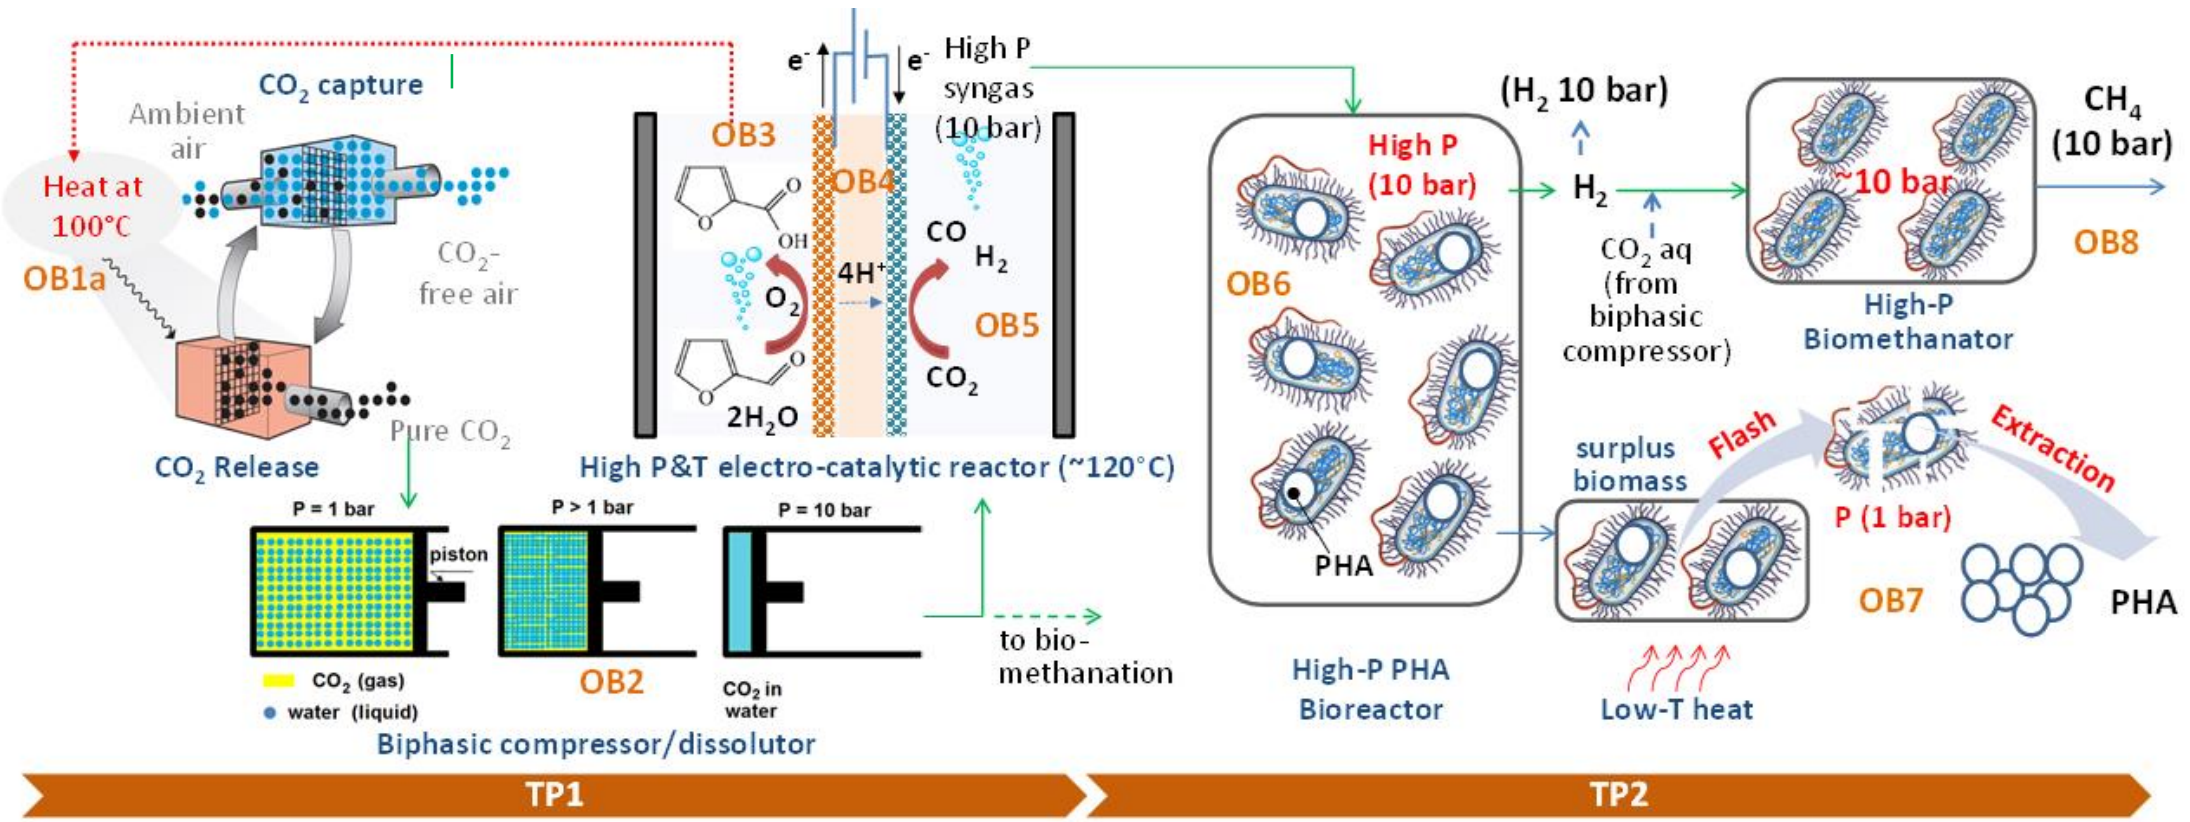 CO2 capture
Ambient
air
Heat at
100°C
OB1a
CO2-
free air
Pure CO2
CO2 Release
OB3
O
OH
O
O2
O
O
2H2O
e-
e-
OB4
4H+
High P
syngas
(10 bar)
CO
H2
OB5
CO2
High P&T electro-catalytic reactor (~120°C)
P = 1 bar
P > 1 bar
P = 10 bar
piston
OB2
CO2 (gas)
water (liquid)
CO2 in
water
to bio-
methanation
Biphasic compressor/dissolutor
High P
(10 bar)
OB6
PHA
High-P PHA
Bioreactor
(H2 10 bar)
H2
CO2 aq
(from
biphasic
compressor)
~10 bar
CH4
(10 bar)
OB8
High-P
Biomethanator
surplus
biomass
Flash
Extraction
P (1 bar)
OB7
PHA
Low-T heat
TP1
TP2